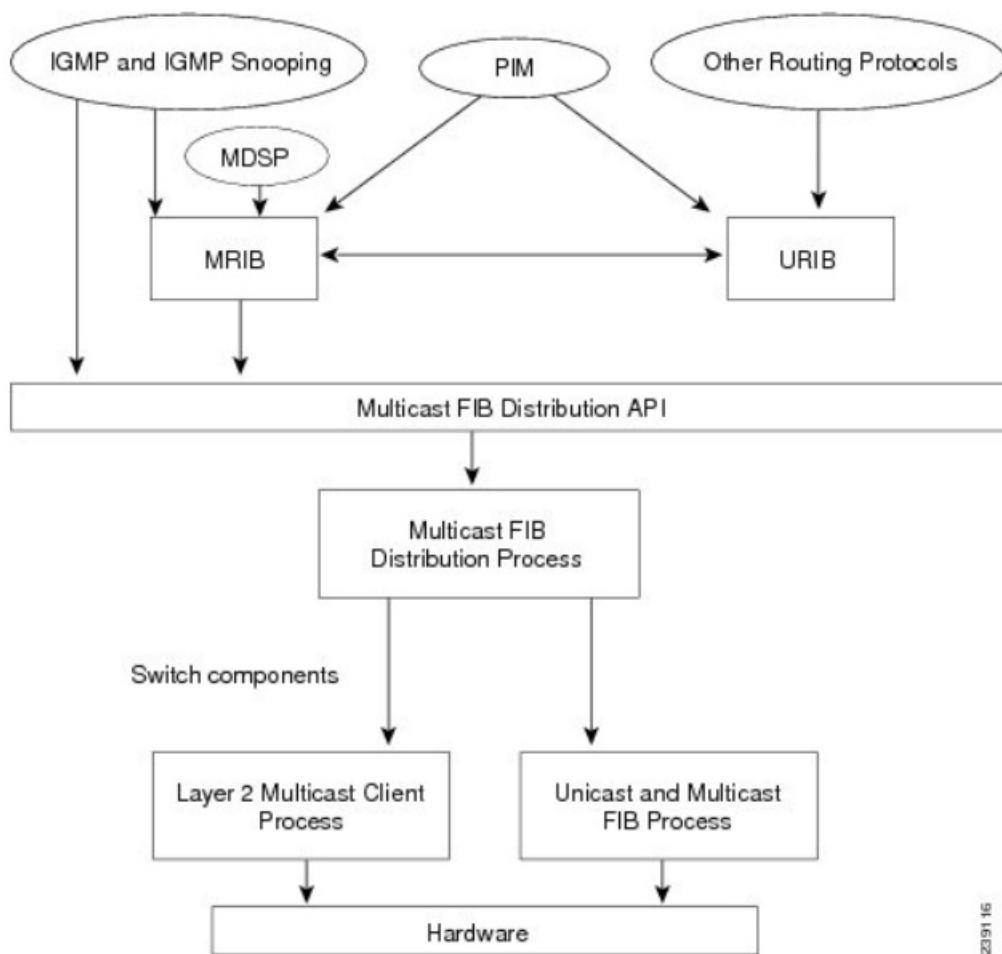 IGMP and IGMP Snooping
PIM
Other Routing Protocols
MDSP
MRIB
URIB
Multicast FIB Distribution API
Multicast FIB
Distribution Process
Switch components
Layer 2 Multicast Client
Process
Unicast and Multicast
FIB Process
Hardware
239116